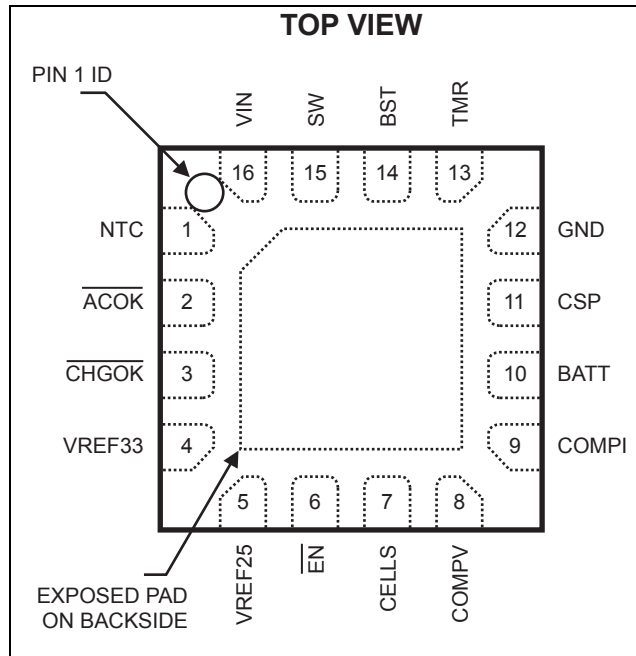 TOP VIEW
PIN 1 ID
VIN
SW
BST
TMR
16
15
14
13
NTC
1
12
GND
ACOK
2
11
CSP
CHGOK
3
10
BATT
VREF33
4
9
COMPI
5
6
7
8
VREF25
EN
CELLS
COMPV
EXPOSED PAD
ON BACKSIDE